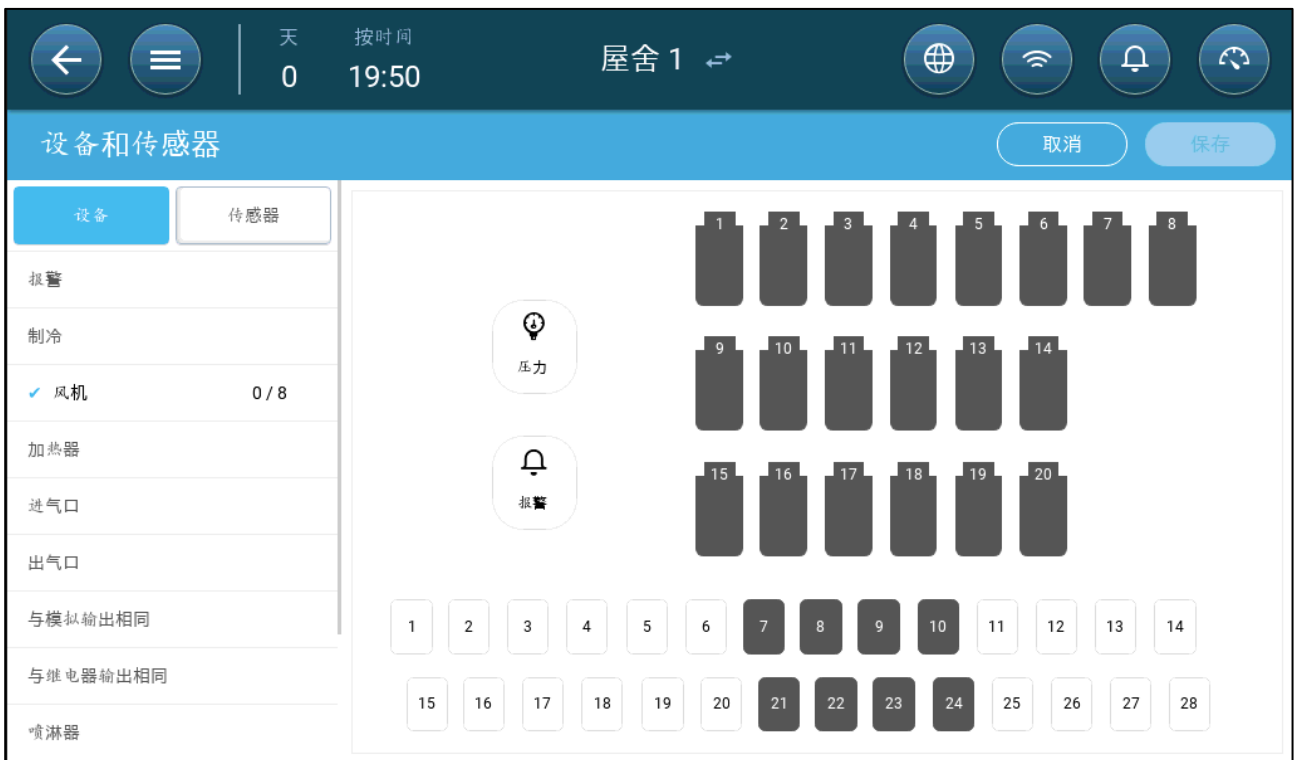 天 按时间
0 19:50 屋舍 1
设备和传感器 取消 保存
设备 传感器
报警
制冷
风机 0 / 8
加热器
进气口
出气口
与模拟输出相同
与继电器输出相同
喷淋器
1 2 3 4 5 6 7 8
压力
9 10 11 12 13 14
报警
15 16 17 18 19 20
1 2 3 4 5 6 7 8 9 10 11 12 13 14
15 16 17 18 19 20 21 22 23 24 25 26 27 28